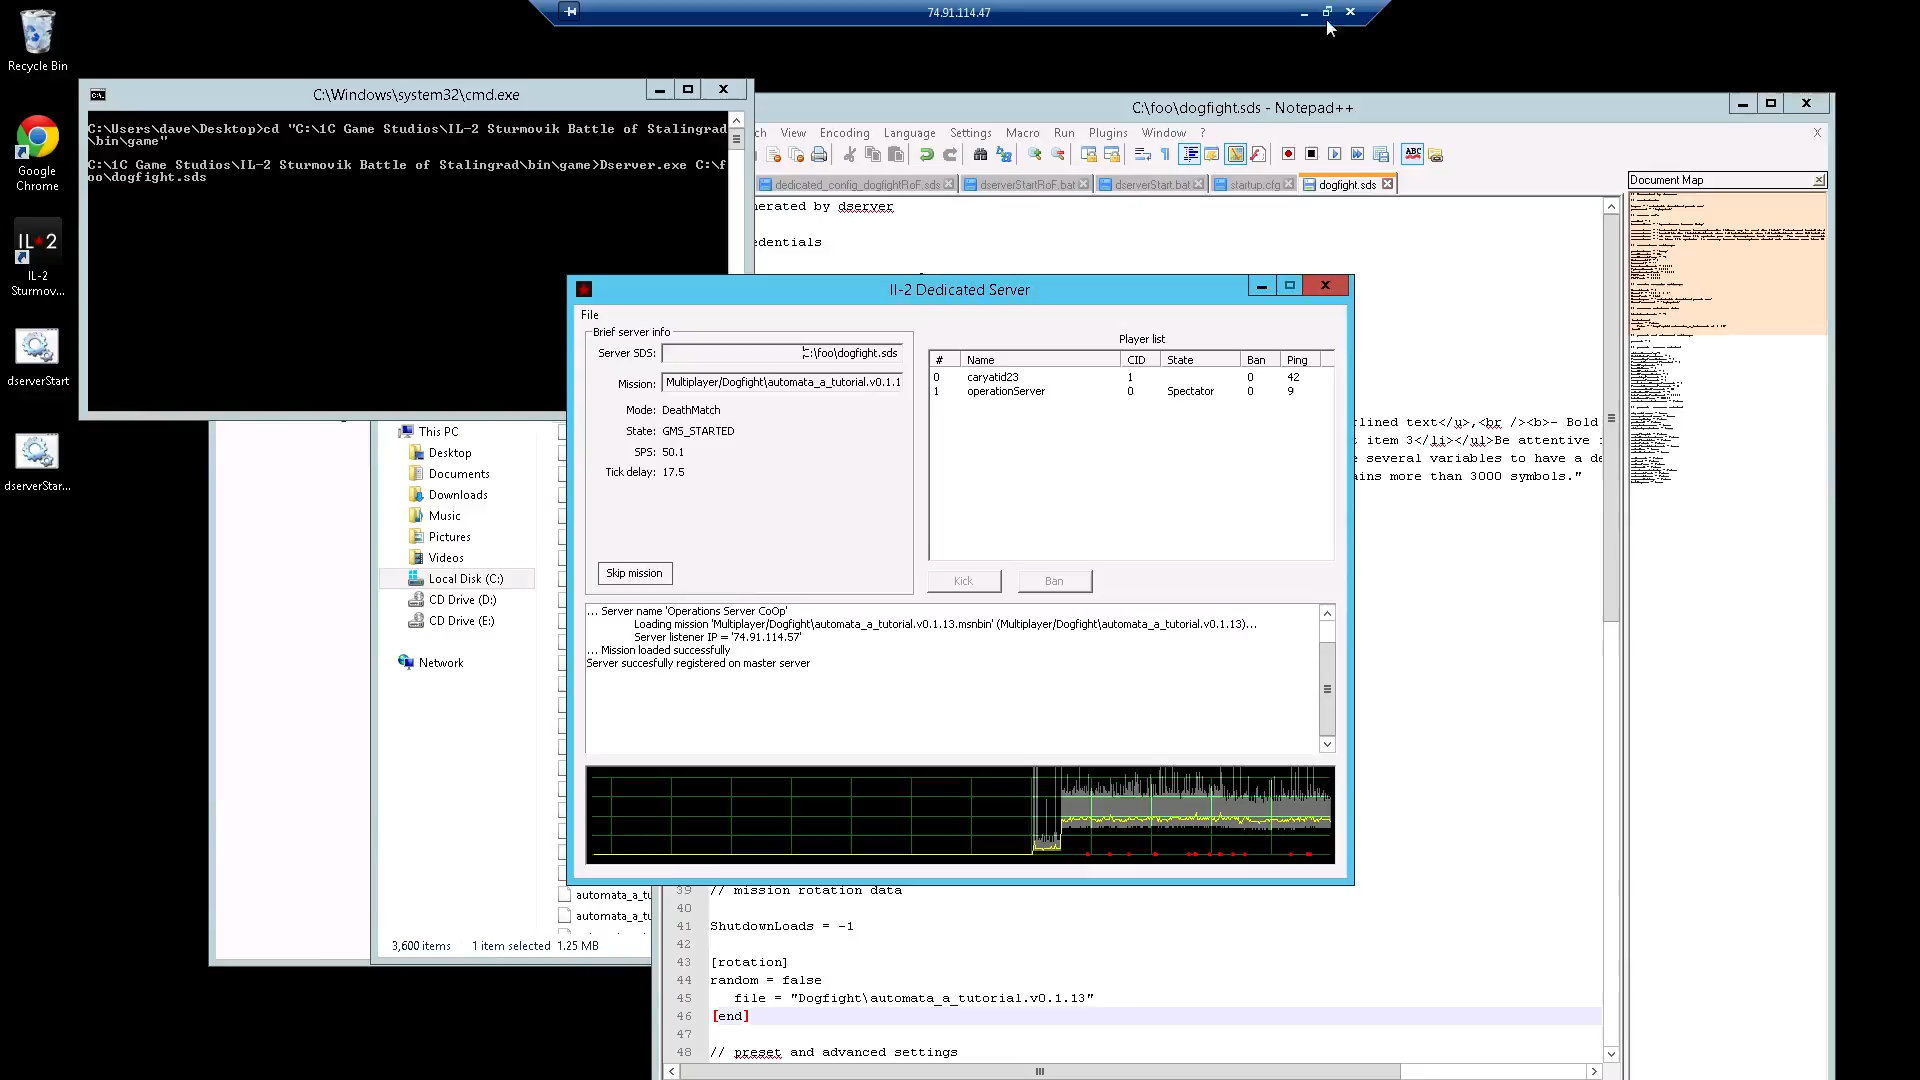 74.91.114.47
Recycle Bin
Google
Chrome
IL-2
IL-2
Sturmov...
dserverStart
dserverStar...
C:\Windows\system32\cmd.exe
C:\Users\dave\Desktop>cd "C:\1C Game Studios\IL-2 Sturmovik Battle of Stalingrad
\bin\game"
C:\1C Game Studios\IL-2 Sturmovik Battle of Stalingrad\bin\game>Dserver.exe C:\f
oo\dogfight.sds
C:\foo\dogfight.sds - Notepad++
ch View Encoding Language Settings Macro Run Plugins Window ? X
dedicated_config_dogfightRoF.sds dserverStartRoF.bat dserverStart.bat startup.cfg dogfight.sds
Document Map
nerated by dserver
edentials
rlined text</u>,<br /><b>- Bold
t item 3</li></ul>Be attentive
e several variables to have a de
ains more than 3000 symbols."
Il-2 Dedicated Server
File
Brief server info
Server SDS: C:\foo\dogfight.sds
Mission: Multiplayer/Dogfight\automata_a_tutorial.v0.1.1
Mode: DeathMatch
State: GMS_STARTED
SPS: 50.1
Tick delay: 17.5
Skip mission
Player list
# Name CID State Ban Ping
0 caryatid23 1 0 42
1 operationServer 0 Spectator 0 9
Kick Ban
... Server name 'Operations Server CoOp'
Loading mission 'Multiplayer/Dogfight\automata_a_tutorial.v0.1.13.msnbin' (Multiplayer/Dogfight\automata_a_tutorial.v0.1.13)...
Server listener IP = '74.91.114.57'
... Mission loaded successfully
Server succesfully registered on master server
This PC
Desktop
Documents
Downloads
Music
Pictures
Videos
Local Disk (C:)
CD Drive (D:)
CD Drive (E:)
Network
automata_a_tu
automata_a_tu
3,600 items 1 item selected 1.25 MB
39 // mission rotation data
40
41 ShutdownLoads = -1
42
43 [rotation]
44 random = false
45 file = "Dogfight\automata_a_tutorial.v0.1.13"
46 [end]
47
48 // preset and advanced settings